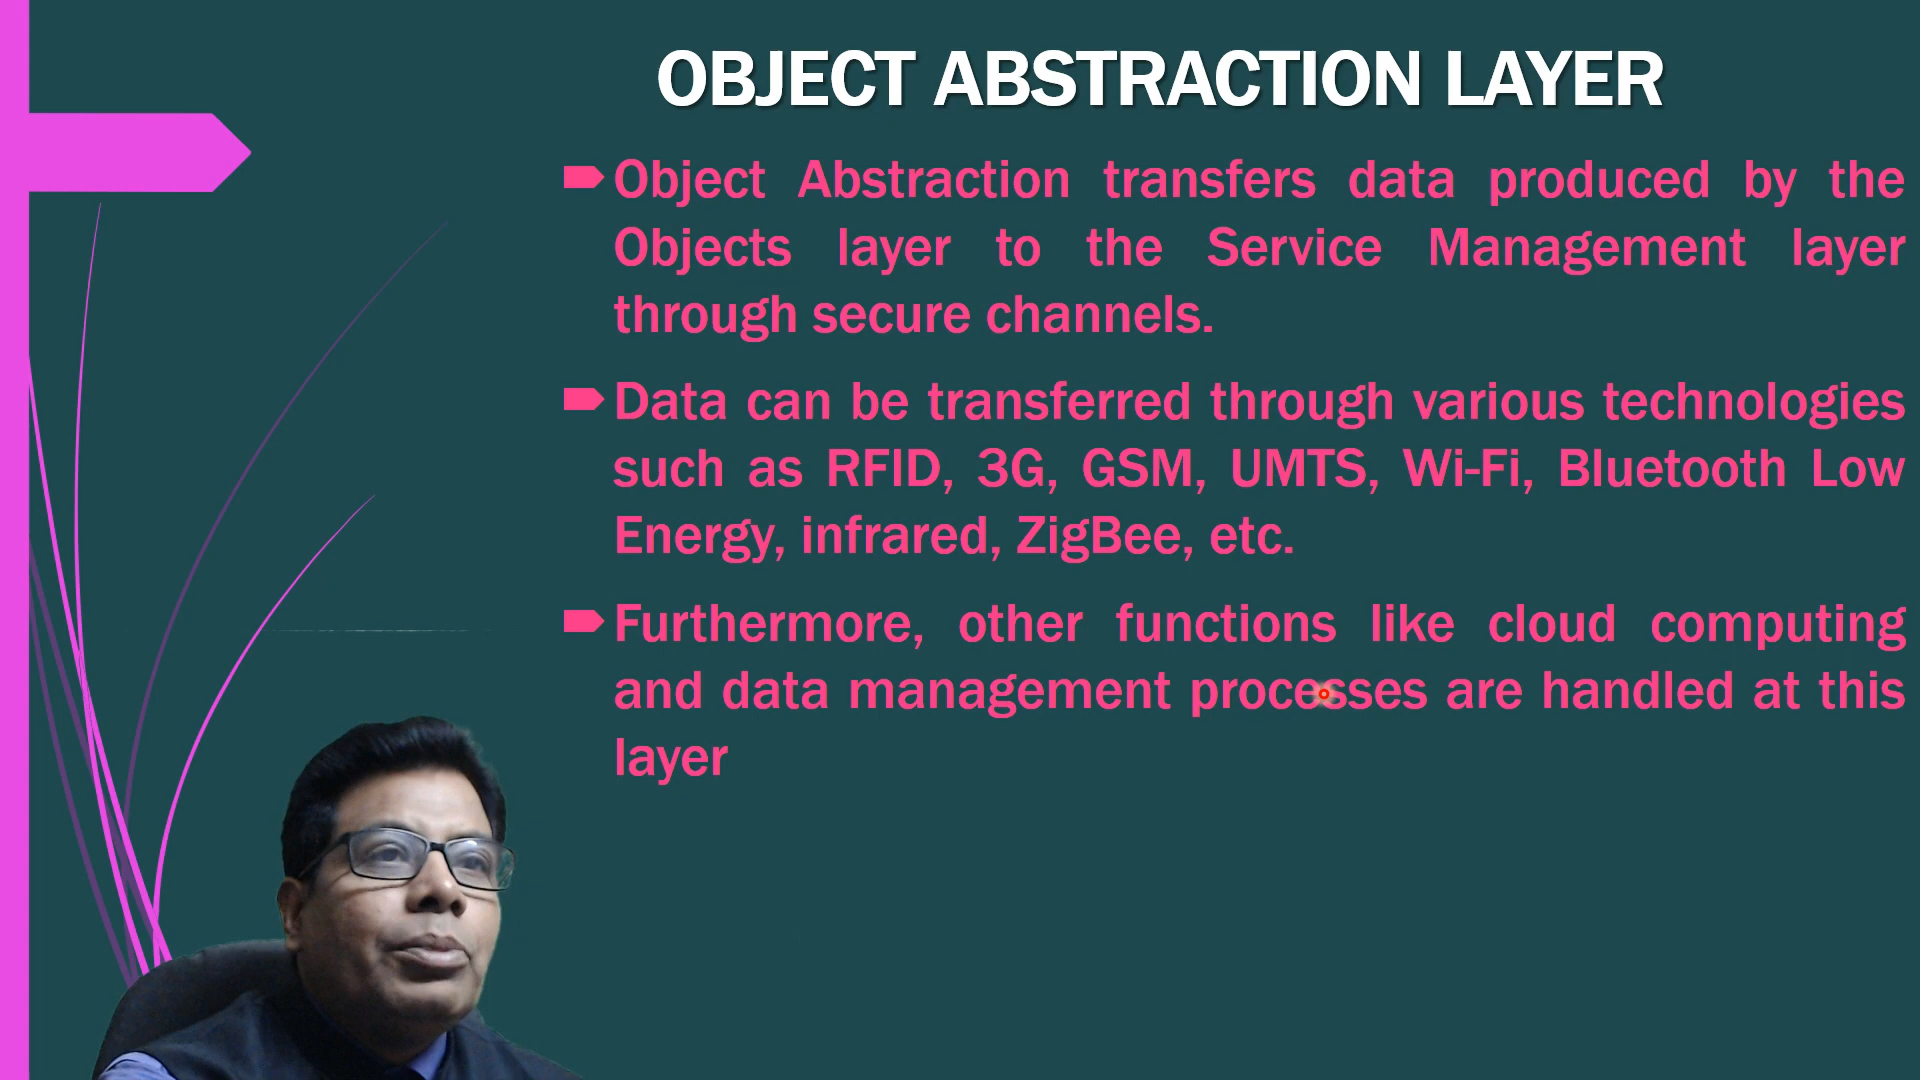 OBJECT ABSTRACTION LAYER
Object Abstraction transfers data produced by the
Objects layer to the Service Management layer
through secure channels.
Data can be transferred through various technologies
such as RFID, 3G, GSM, UMTS, Wi-Fi, Bluetooth Low
Energy, infrared, ZigBee, etc.
Furthermore, other functions like cloud computing
and data management processes are handled at this
layer